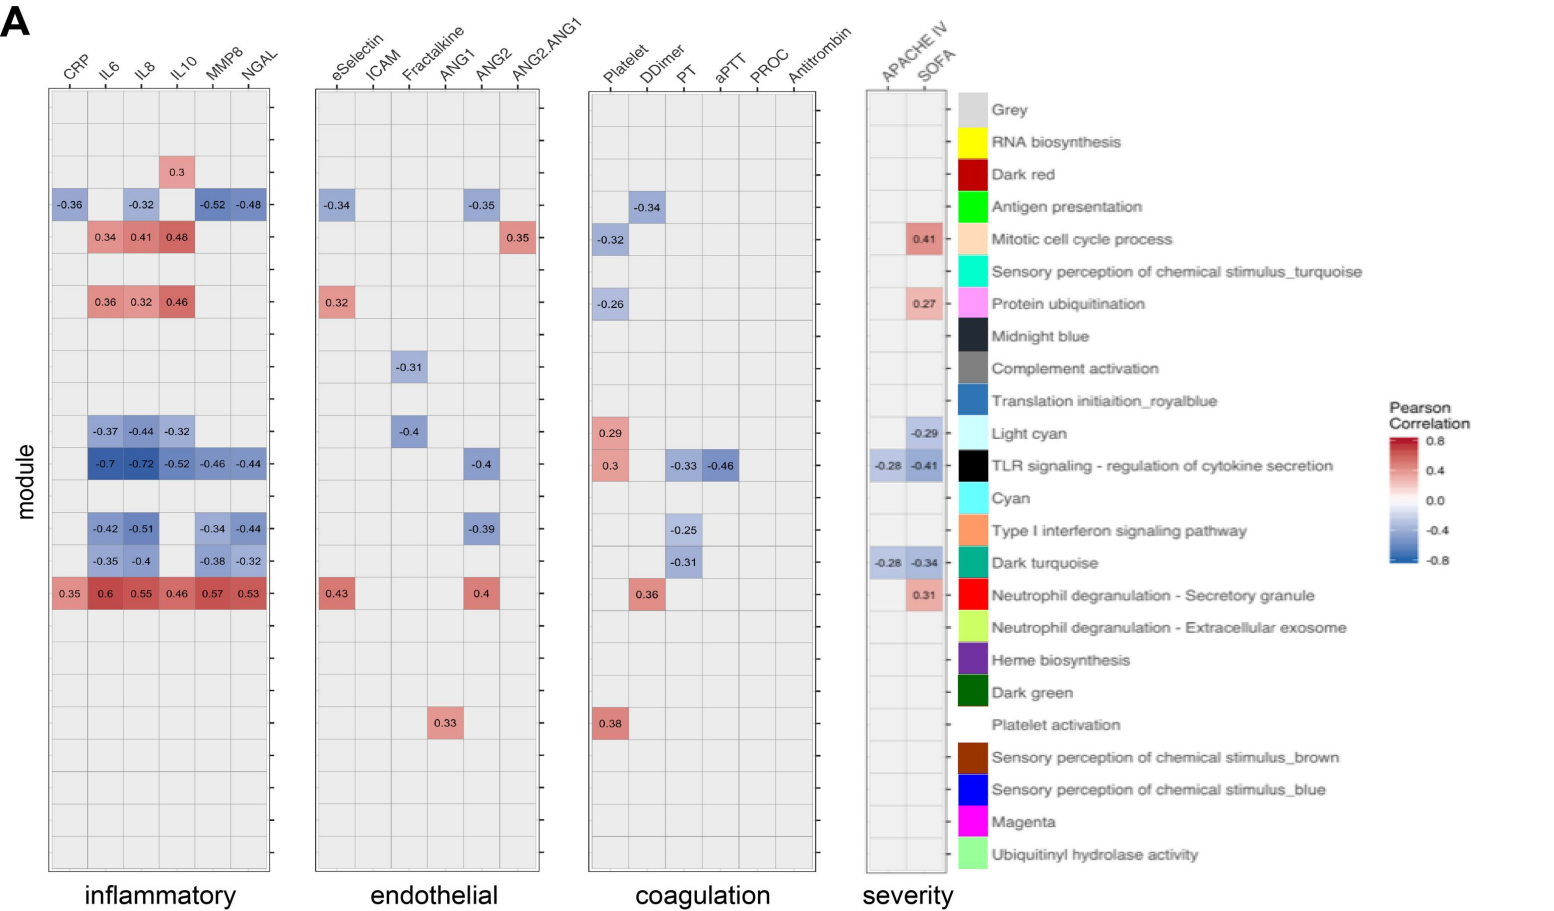 A
CRP IL6 IL8 IL10 MMP8 NGAL
eSelectin ICAM Fractalkine ANG1 ANG2 ANG2.ANG1
Platelet DDimer PT aPTT PROC Antitrombin
APACHE IV SOFA
module
Grey
RNA biosynthesis
0.3 Dark red
-0.36 -0.32 -0.52 -0.48 -0.34 -0.35 -0.34 Antigen presentation
0.34 0.41 0.48 0.35 -0.32 0.41 Mitotic cell cycle process
Sensory perception of chemical stimulus_turquoise
0.36 0.32 0.46 0.32 -0.26 0.27 Protein ubiquitination
Midnight blue
-0.31 Complement activation
Translation initiaition_royalblue
-0.37 -0.44 -0.32 -0.4 0.29 -0.29 Light cyan
-0.7 -0.72 -0.52 -0.46 -0.44 -0.4 0.3 -0.33 -0.46 -0.28 -0.41 TLR signaling - regulation of cytokine secretion
Cyan
-0.42 -0.51 -0.34 -0.44 -0.39 -0.25 Type I interferon signaling pathway
-0.35 -0.4 -0.38 -0.32 -0.31 -0.28 -0.34 Dark turquoise
0.35 0.6 0.55 0.46 0.57 0.53 0.43 0.4 0.36 0.31 Neutrophil degranulation - Secretory granule
Neutrophil degranulation - Extracellular exosome
Heme biosynthesis
Dark green
0.33 0.38 Platelet activation
Sensory perception of chemical stimulus_brown
Sensory perception of chemical stimulus_blue
Magenta
Ubiquitinyl hydrolase activity
inflammatory endothelial coagulation severity
Pearson
Correlation
0.8
0.4
0.0
-0.4
-0.8